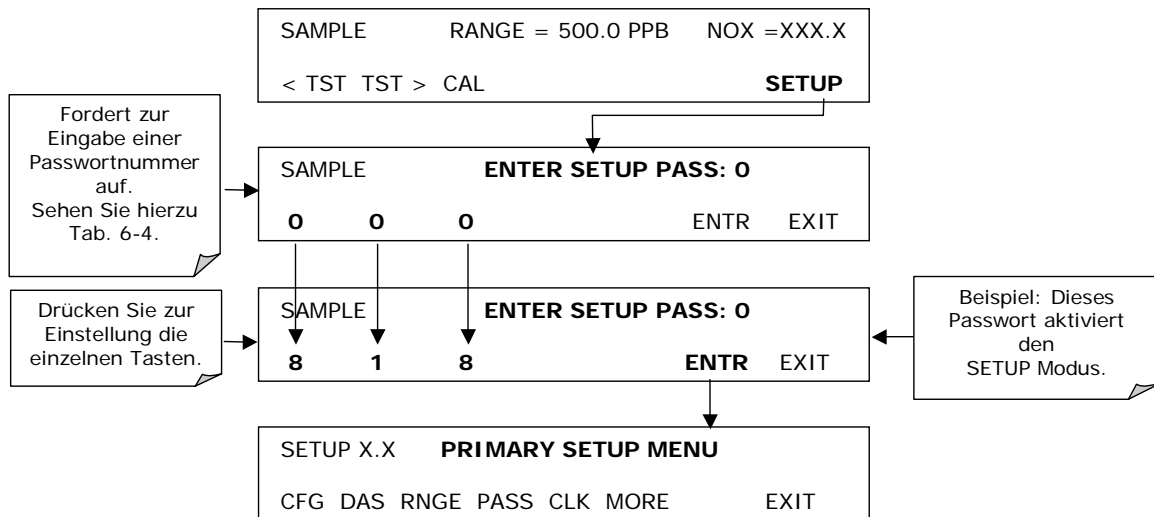 SAMPLE RANGE = 500.0 PPB NOX =XXX.X
< TST TST > CAL SETUP
Fordert zur
Eingabe einer
Passwortnummer
auf.
Sehen Sie hierzu
Tab. 6-4.
SAMPLE ENTER SETUP PASS: 0
0 0 0 ENTR EXIT
Drücken Sie zur
Einstellung die
einzelnen Tasten.
SAMPLE ENTER SETUP PASS: 0
8 1 8 ENTR EXIT
Beispiel: Dieses
Passwort aktiviert
den
SETUP Modus.
SETUP X.X PRIMARY SETUP MENU
CFG DAS RNGE PASS CLK MORE EXIT